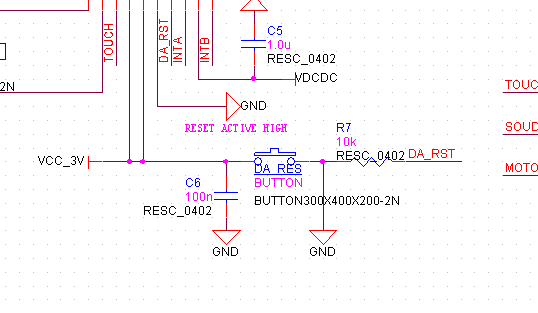 TOUCH
DA_RST
INTA
INTB
C5
1.0u
RESC_0402
VDCDC
2N
GND
TOUC
RESET ACTIVE HIGH
SOUD
R7
10k
VCC_3V
RESC_0402
DA_RST
DA_RES
MOTO
C6
BUTTON
100n
BUTTON300X400X200-2N
RESC_0402
GND
GND